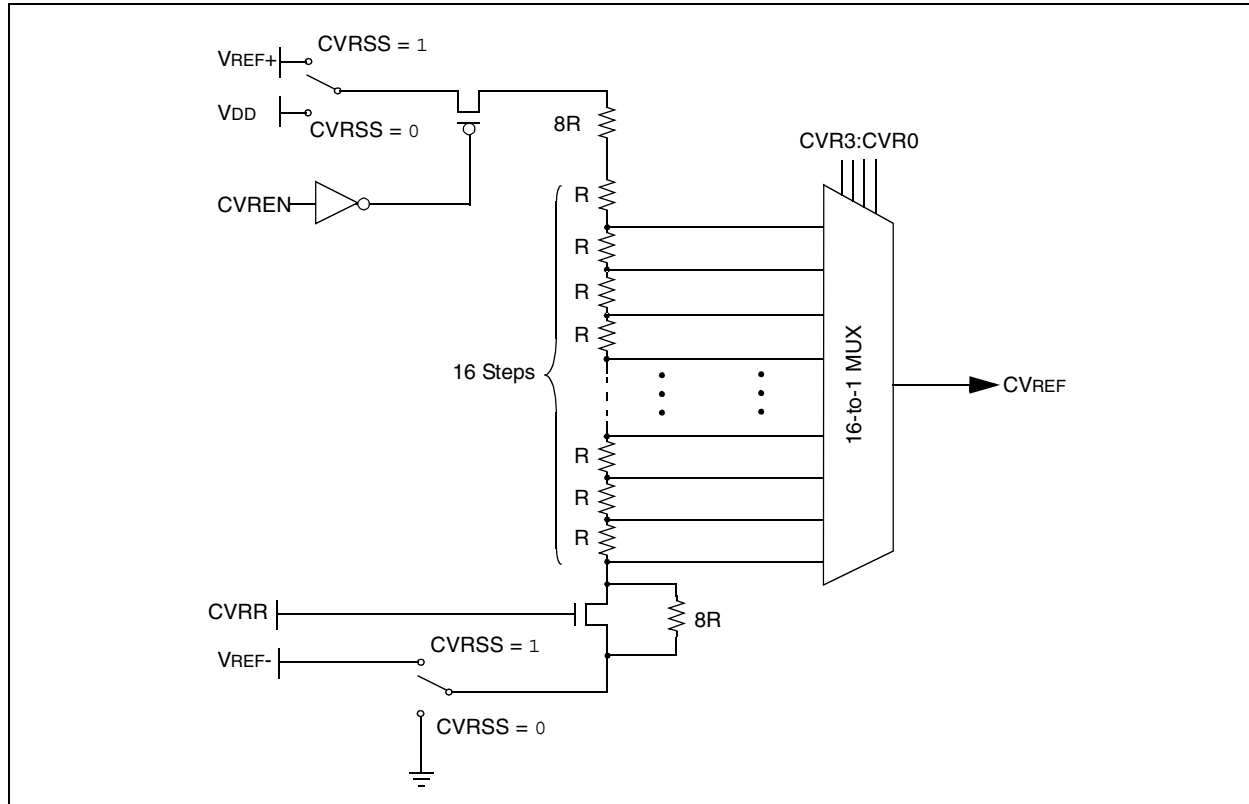 CVRSS = 1
VREF+
VDD
CVRSS = 0
8R
CVREN
CVR3:CVR0
R
R
R
R
16 Steps
16-to-1 MUX
CVREF
R
R
R
CVRR
8R
CVRSS = 1
VREF-
CVRSS = 0